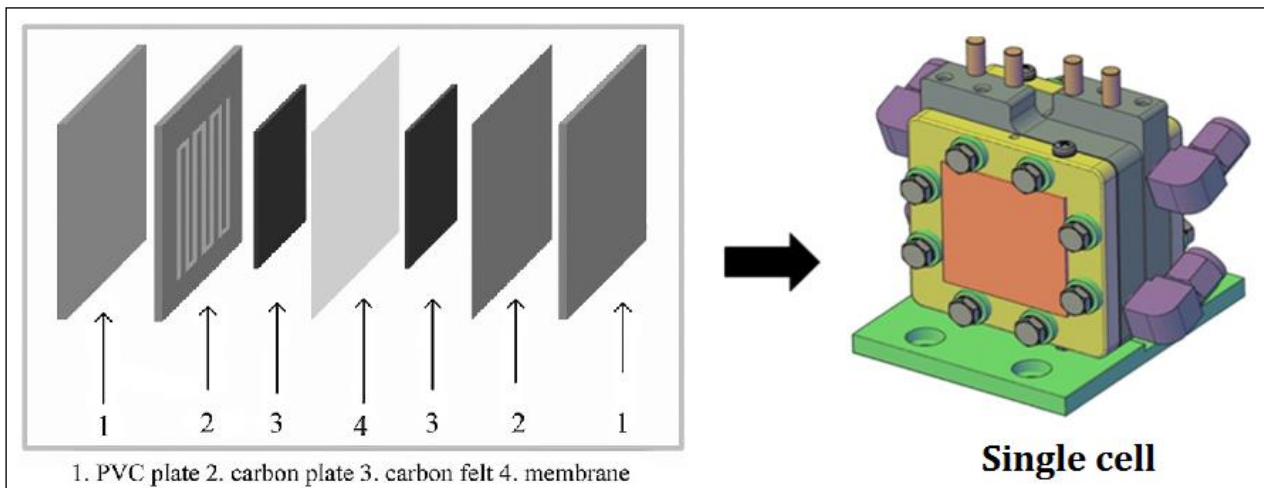 1 2 3 4 3 2 1
1. PVC plate 2. carbon plate 3. carbon felt 4. membrane
Single cell